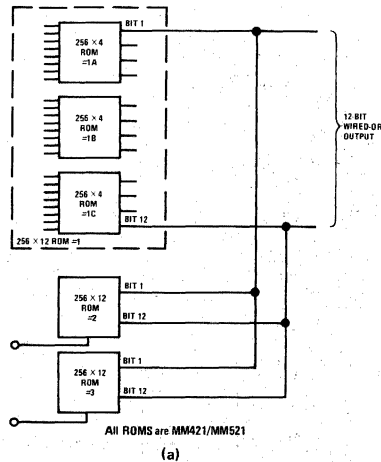 BIT 1
256 × 4
ROM
=1A
256 × 4
ROM
=1B
12-BIT
WIRED-OR
OUTPUT
256 × 4
ROM
=1C
BIT 12
256 × 12 ROM =1
256 × 12
ROM
=2
BIT 1
BIT 12
256 × 12
ROM
=3
BIT 1
BIT 12
All ROMS are MM421/MM521
(a)